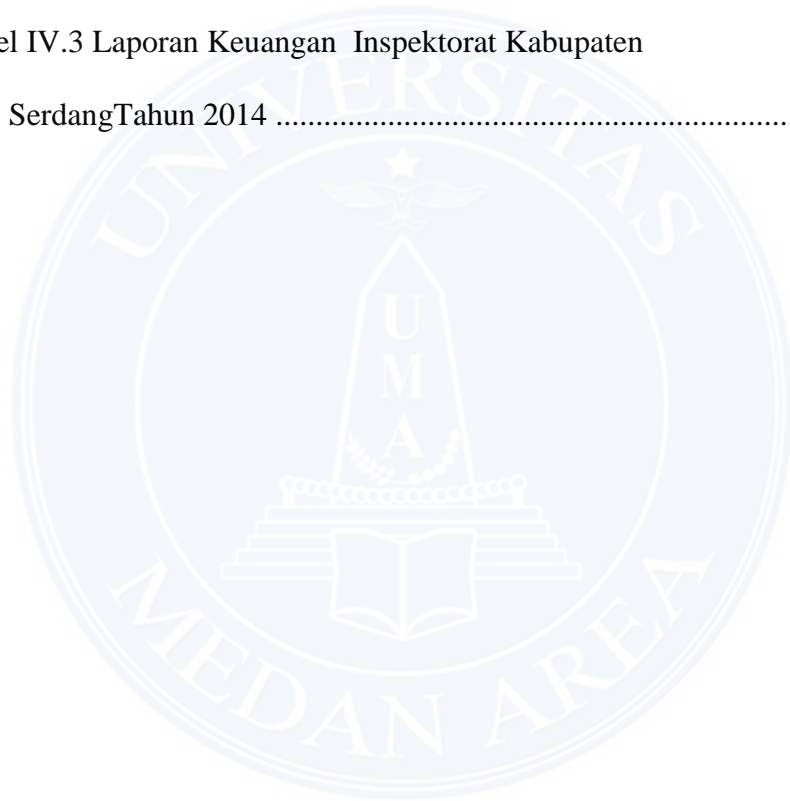 el IV.3 Laporan Keuangan  Inspektorat Kabupaten
SerdangTahun 2014 ..................................................................
UNIVERSITAS
U
M
A
MEDAN AREA